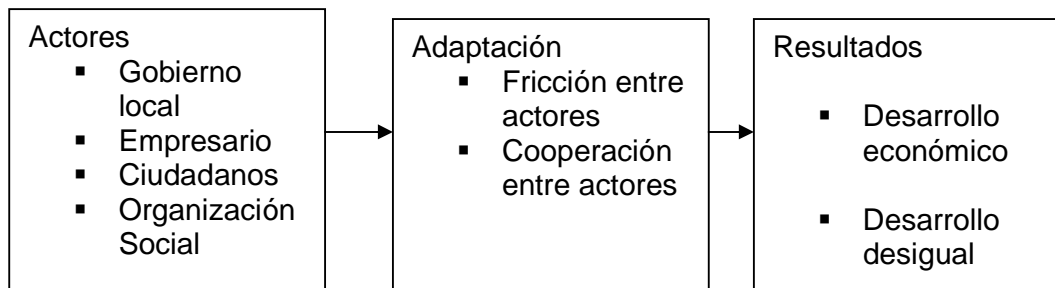 Actores
▪ Gobierno
local
▪ Empresario
▪ Ciudadanos
▪ Organización
Social
Adaptación
▪ Fricción entre
actores
▪ Cooperación
entre actores
Resultados
▪ Desarrollo
económico
▪ Desarrollo
desigual